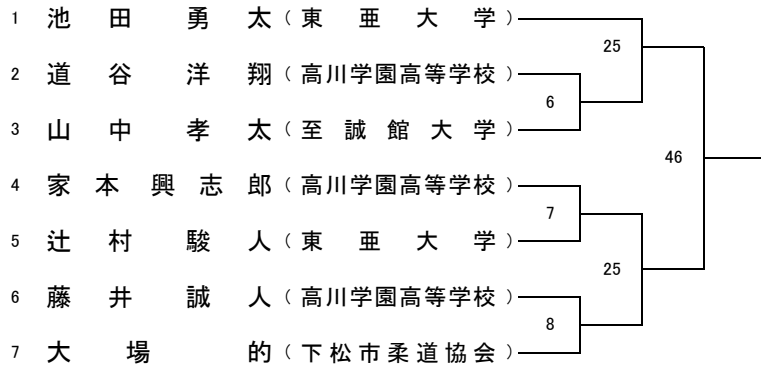 1 池田勇太（東亜大学）
25
2 道谷洋翔（高川学園高等学校）
6
3 山中孝太（至誠館大学）
46
4 家本興志郎（高川学園高等学校）
7
5 辻村駿人（東亜大学）
25
6 藤井誠人（高川学園高等学校）
8
7 大場的（下松市柔道協会）